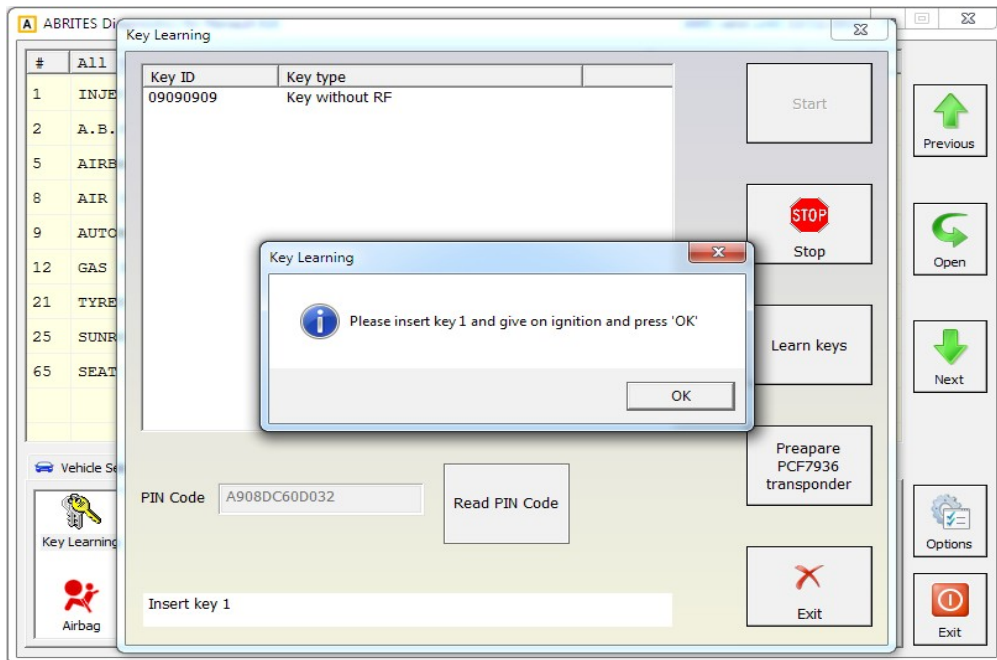 ABRITES Di
Key Learning
# All
1 INJE
2 A.B.
5 AIRB
8 AIR
9 AUTO
12 GAS
21 TYRE
25 SUNR
65 SEAT
Key ID Key type
09090909 Key without RF
Start
STOP
Stop
Learn keys
Preapare
PCF7936
transponder
Exit
Key Learning
Please insert key 1 and give on ignition and press 'OK'
OK
PIN Code A908DC60D032
Read PIN Code
Insert key 1
Vehicle Se
Key Learning
Airbag
Previous
Open
Next
Options
Exit